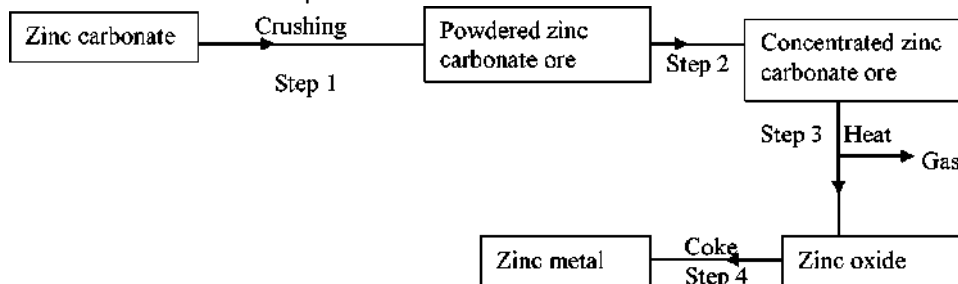 Zinc carbonate
Crushing
Step 1
Powdered zinc
carbonate ore
Step 2
Concentrated zinc
carbonate ore
Step 3
Heat
Gas
Zinc oxide
Coke
Step 4
Zinc metal